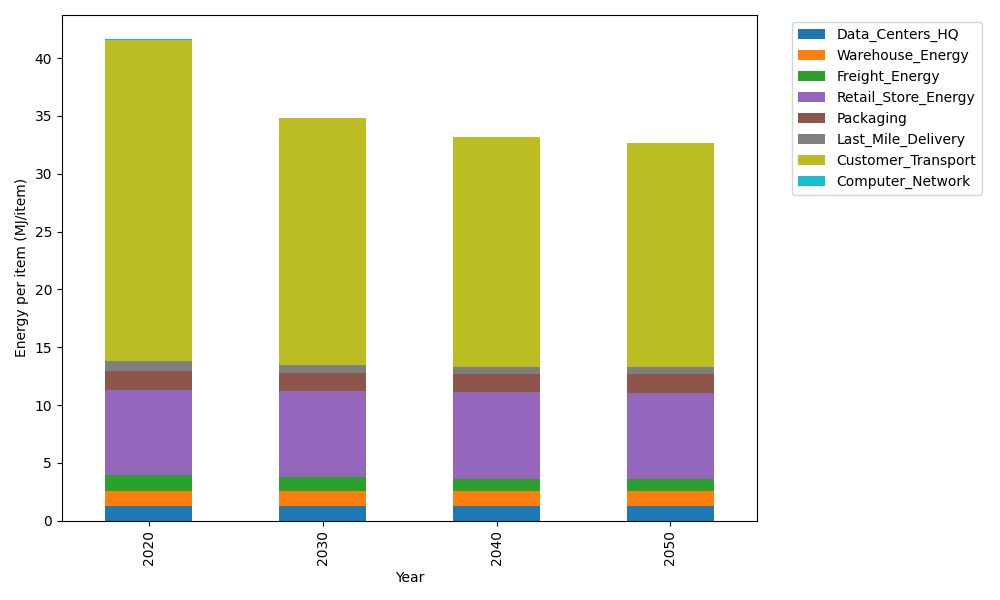 Energy per item (MJ/item)
40
35
30
25
20
15
10
5
0
2020
2030
2040
2050
Year
Data_Centers_HQ
Warehouse_Energy
Freight_Energy
Retail_Store_Energy
Packaging
Last_Mile_Delivery
Customer_Transport
Computer_Network